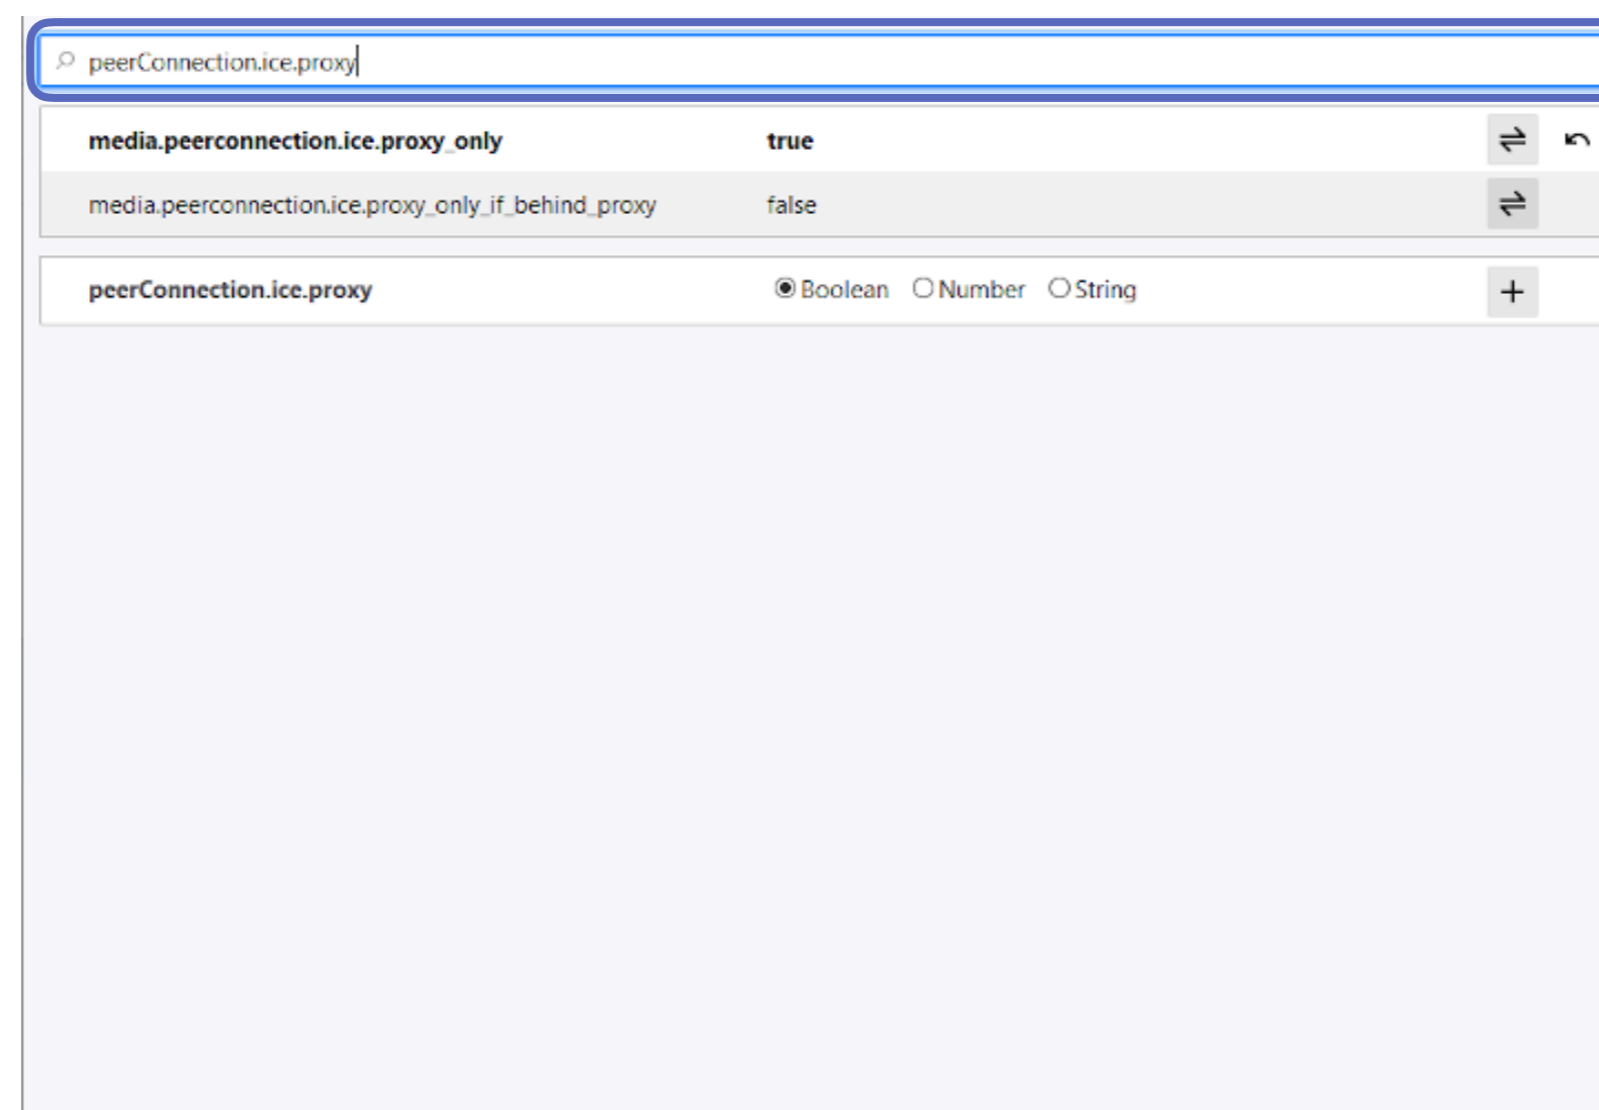 peerConnection.ice.proxy
media.peerconnection.ice.proxy_only true
media.peerconnection.ice.proxy_only_if_behind_proxy false
peerConnection.ice.proxy Boolean Number String